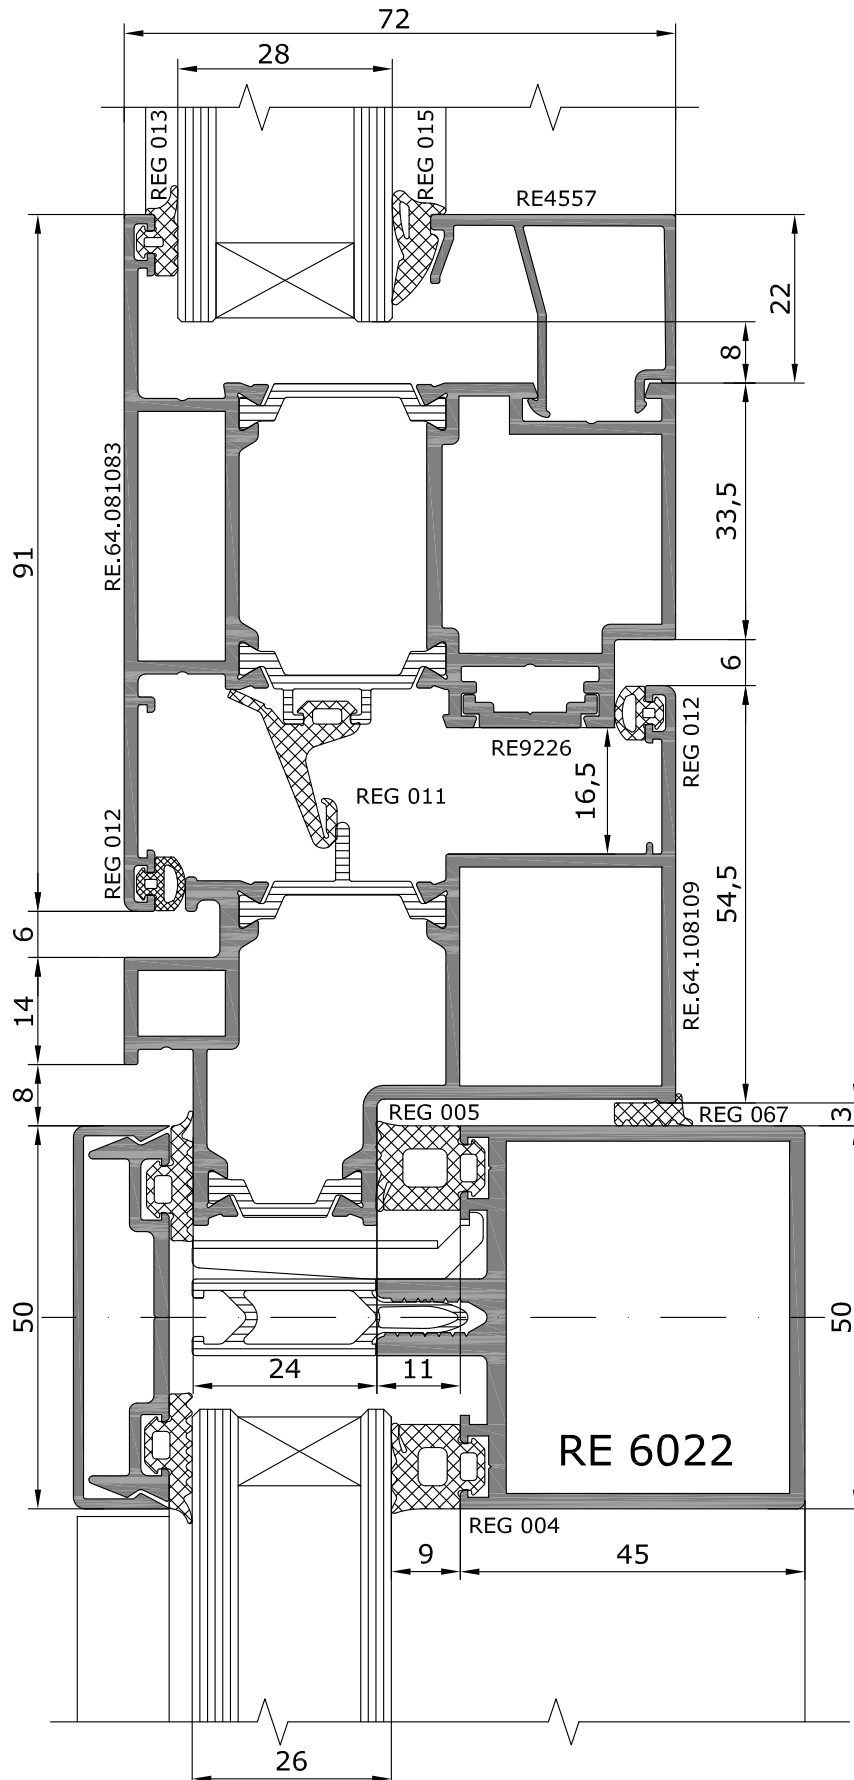 72
28
REG 013
REG 015
RE4557
22
8
RE.64.081083
91
33,5
6
REG 012
RE9226
16,5
REG 011
REG 012
54,5
RE.64.108109
6
14
8
REG 005
REG 067
3
50
50
24
11
RE 6022
REG 004
9
45
26